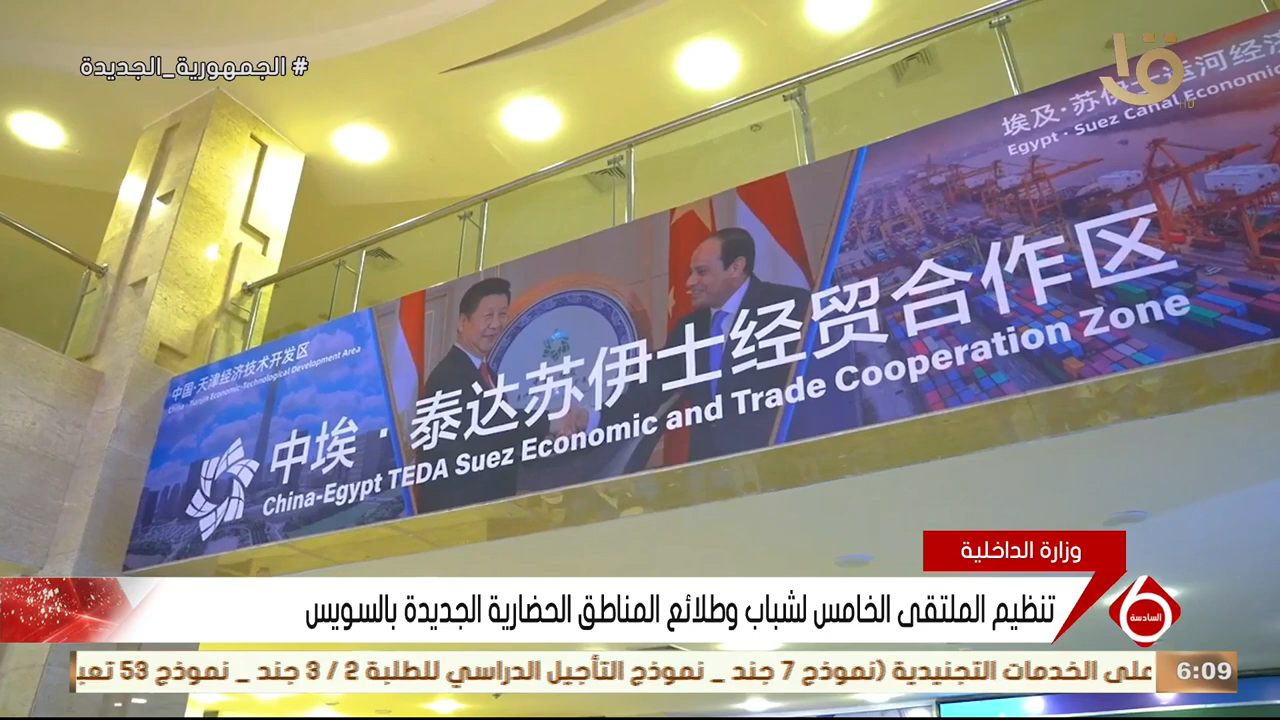 # الجمهورية_الجديدة
HD
埃及·苏伊士运河经济
Egypt · Suez Canal Economic
中国·天津经济技术开发区
China · Tianjin Economic-Technological Development Area
中埃·泰达苏伊士经贸合作区
China-Egypt TEDA Suez Economic and Trade Cooperation Zone
وزارة الداخلية
تنظيم الملتقى الخامس لشباب وطلائع المناطق الحضارية الجديدة بالسويس
السادسة
6:09
على الخدمات التجنيدية (نموذج 7 جند _ نموذج التأجيل الدراسي للطلبة 2 / 3 جند _ نموذج 53 تعبـ